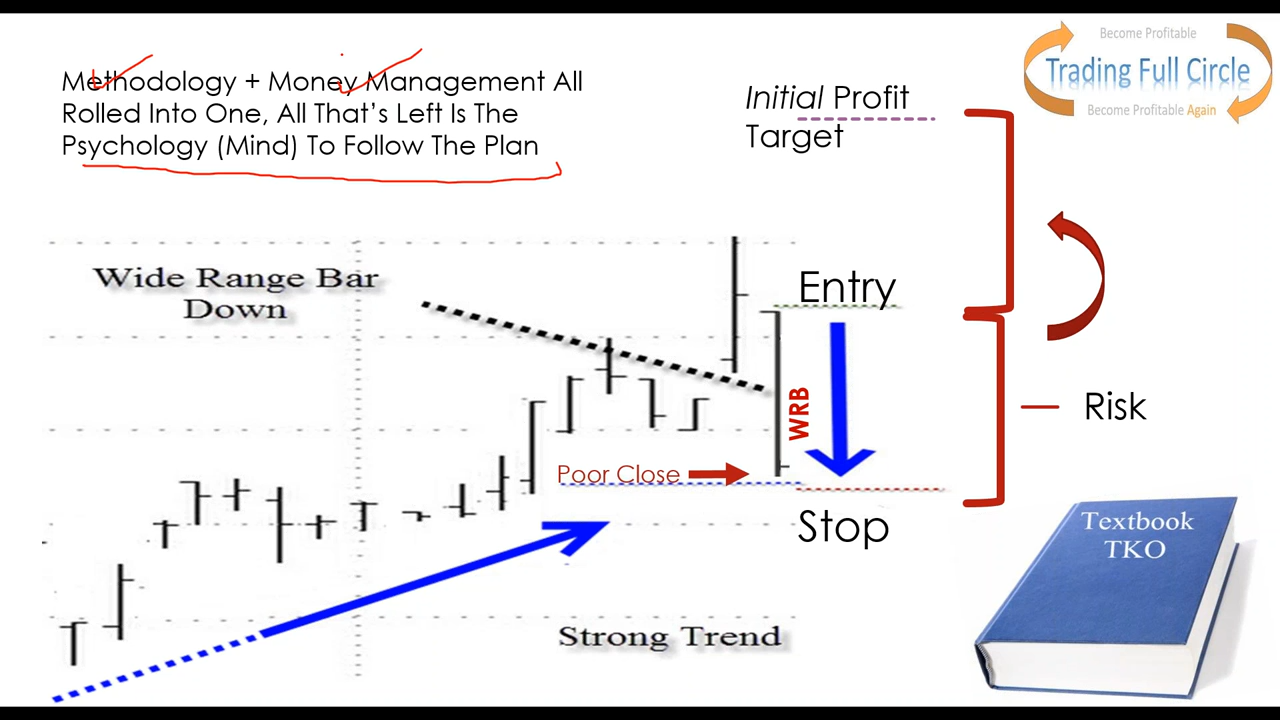 Methodology + Money Management All
Rolled Into One, All That's Left Is The
Psychology (Mind) To Follow The Plan
Initial Profit
Target
Become Profitable
Trading Full Circle
Become Profitable Again
Wide Range Bar
Down
Entry
WRB
Risk
Poor Close
Stop
Textbook
TKO
Strong Trend